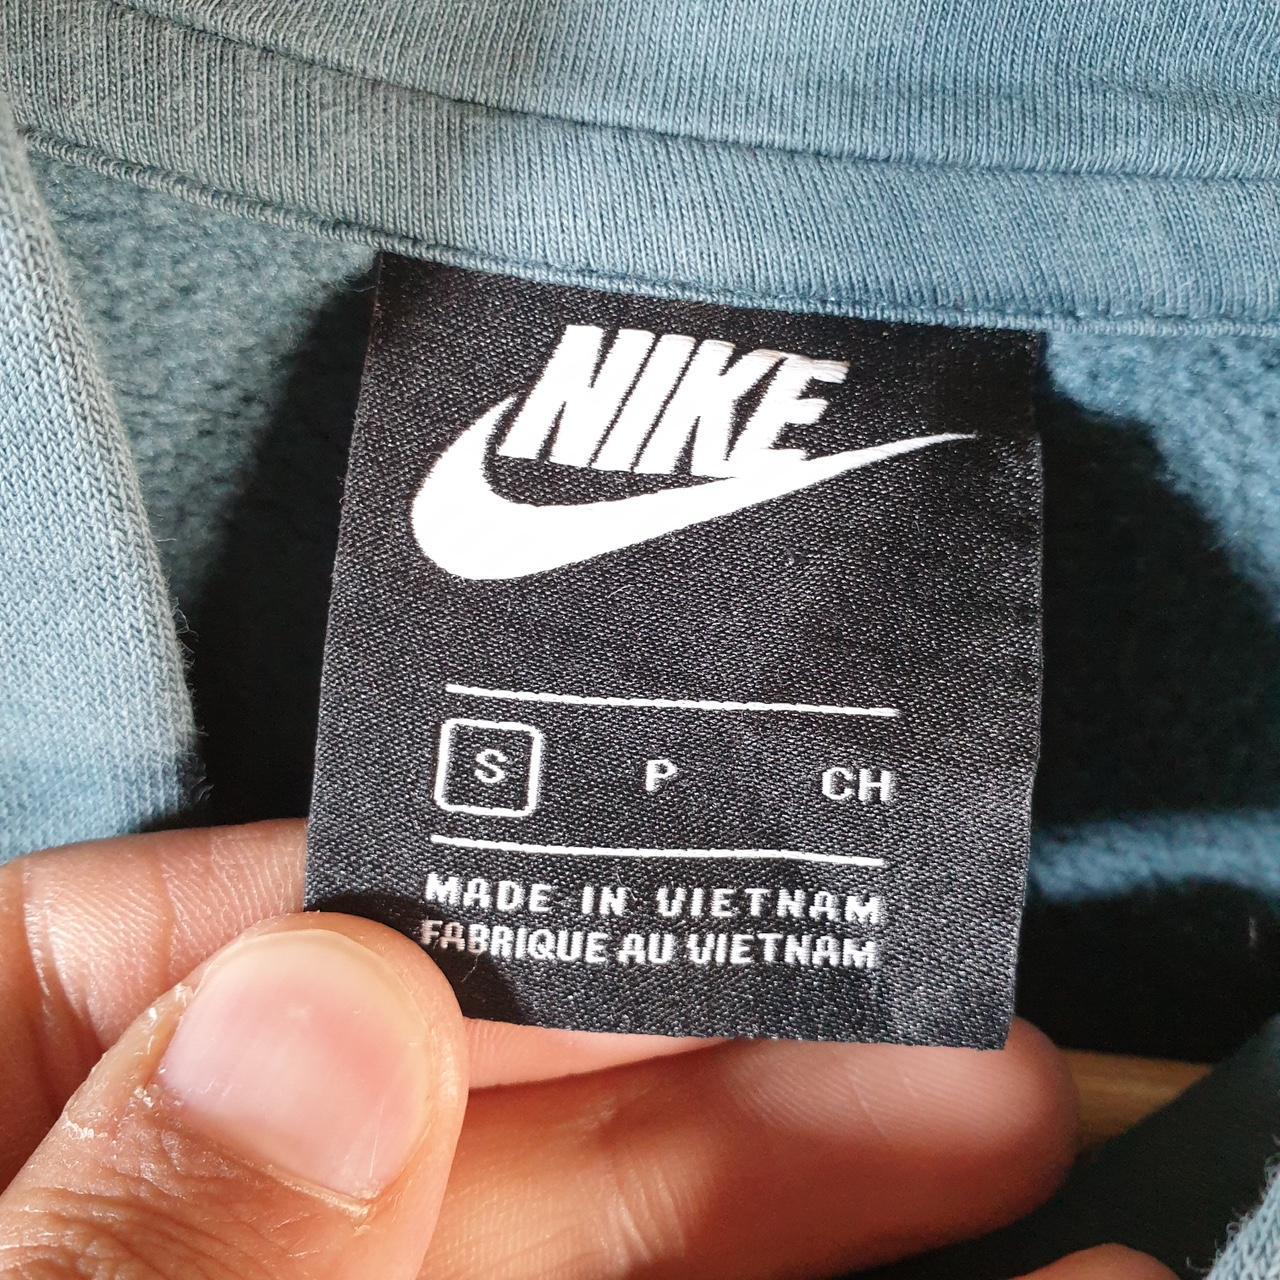 NIKE
S P CH
MADE IN VIETNAM
FABRIQUE AU VIETNAM